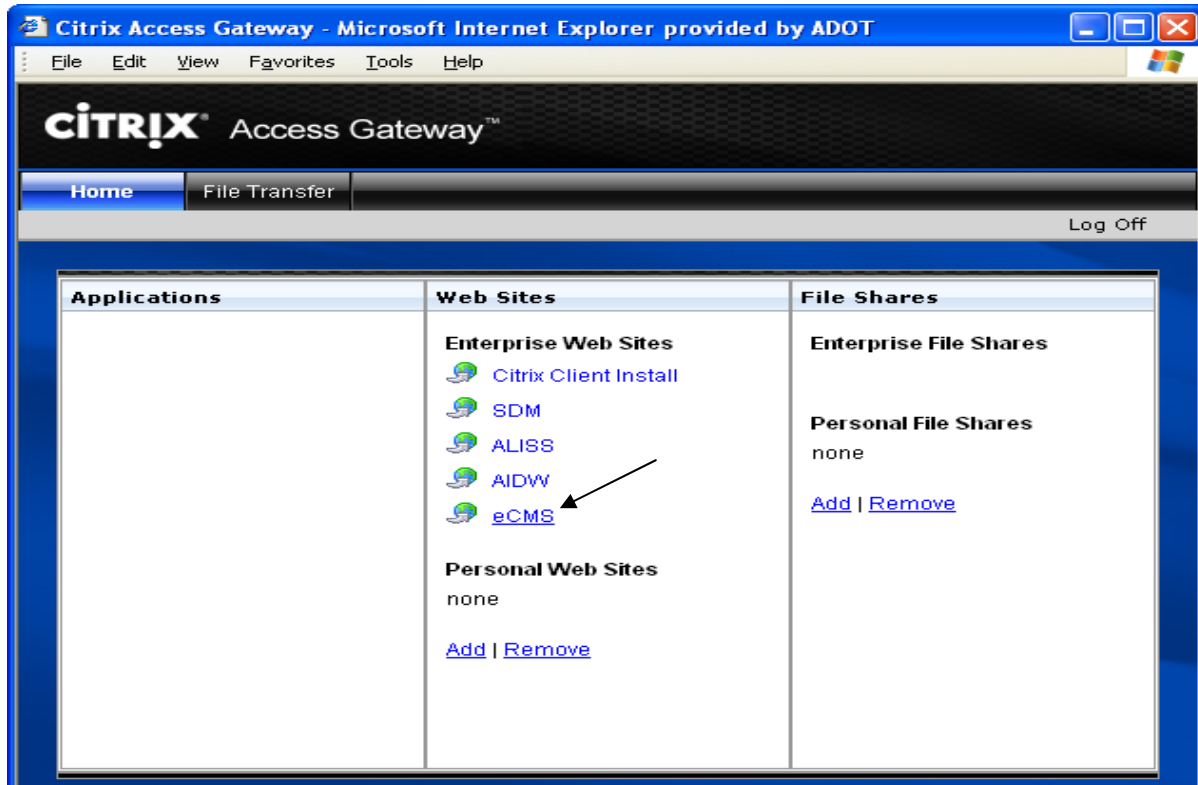 Citrix Access Gateway - Microsoft Internet Explorer provided by ADOT
File Edit View Favorites Tools Help
CITRIX® Access Gateway™
Home File Transfer
Log Off
Applications
Web Sites
Enterprise Web Sites
Citrix Client Install
SDM
ALISS
AIDW
eCMS
Personal Web Sites
none
Add | Remove
File Shares
Enterprise File Shares
Personal File Shares
none
Add | Remove